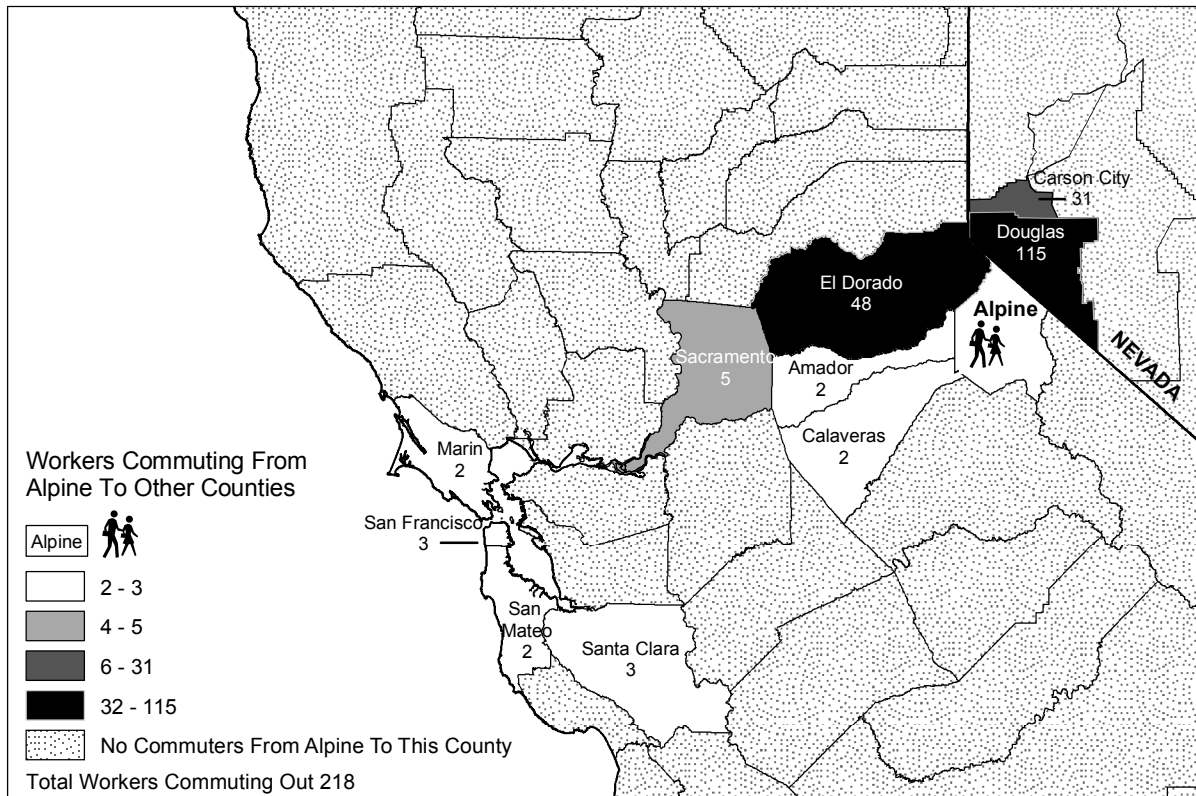 Carson City
31
Douglas
115
El Dorado
48
Alpine
NEVADA
Sacramento
5
Amador
2
Calaveras
2
Marin
2
San Francisco
3
San
Mateo
2
Santa Clara
3
Workers Commuting From
Alpine To Other Counties
Alpine
2 - 3
4 - 5
6 - 31
32 - 115
No Commuters From Alpine To This County
Total Workers Commuting Out 218